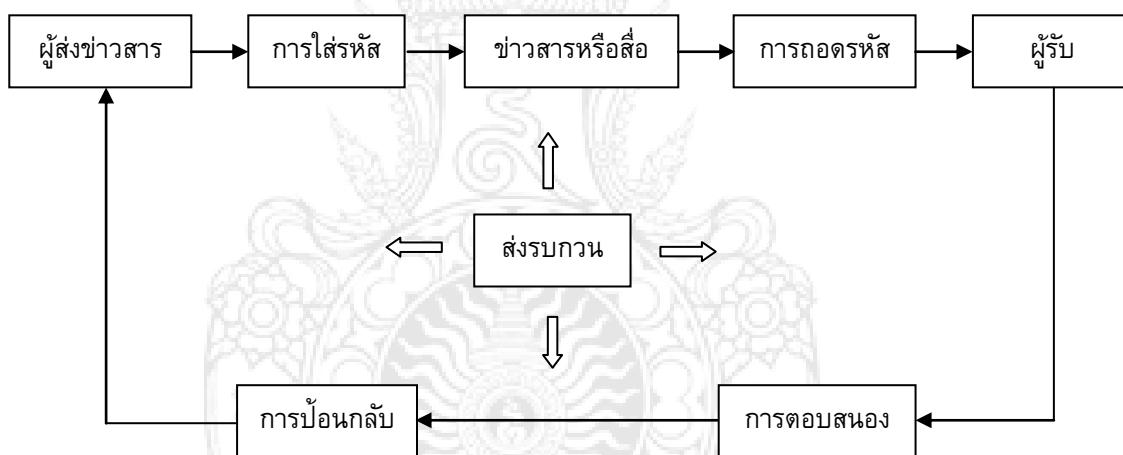 ผู้ส่งข่าวสาร
การใส่รหัส
ข่าวสารหรือสื่อ
การถอดรหัส
ผู้รับ
ส่งรบกวน
การป้อนกลับ
การตอบสนอง